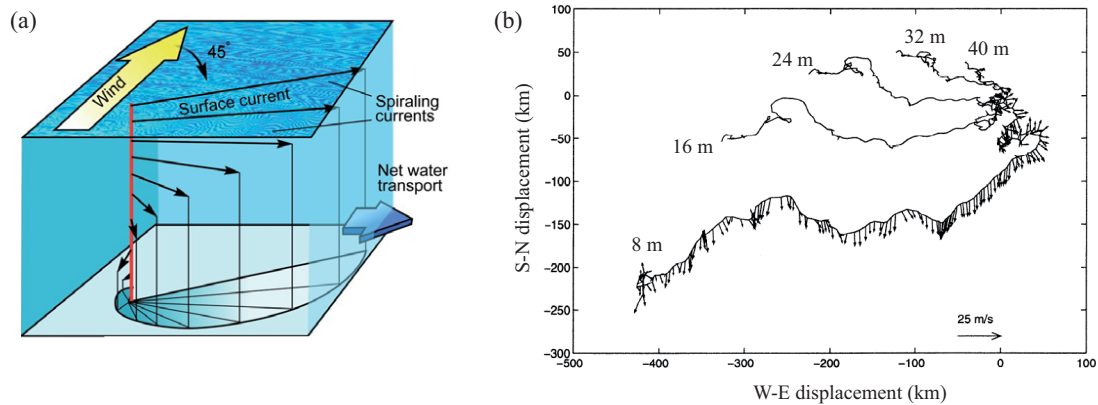 (a)
45°
Wind
Surface current
Spiraling
currents
Net water
transport
(b)
S-N displacement (km)
100
50
0
−50
−100
−150
−200
−250
−300
32 m
40 m
24 m
16 m
8 m
25 m/s
−500
−400
−300
−200
−100
0
100
W-E displacement (km)